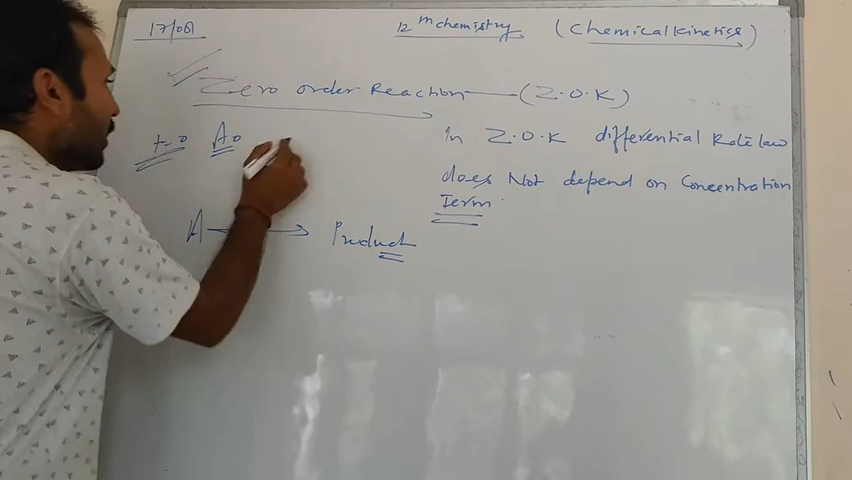 17/08
12th chemistry (chemical kinetics)
Zero order Reaction — (Z.O.K)
t=0 A0
In Z.O.K differential Rate law
does Not depend on Concentration
Term.
A → Product